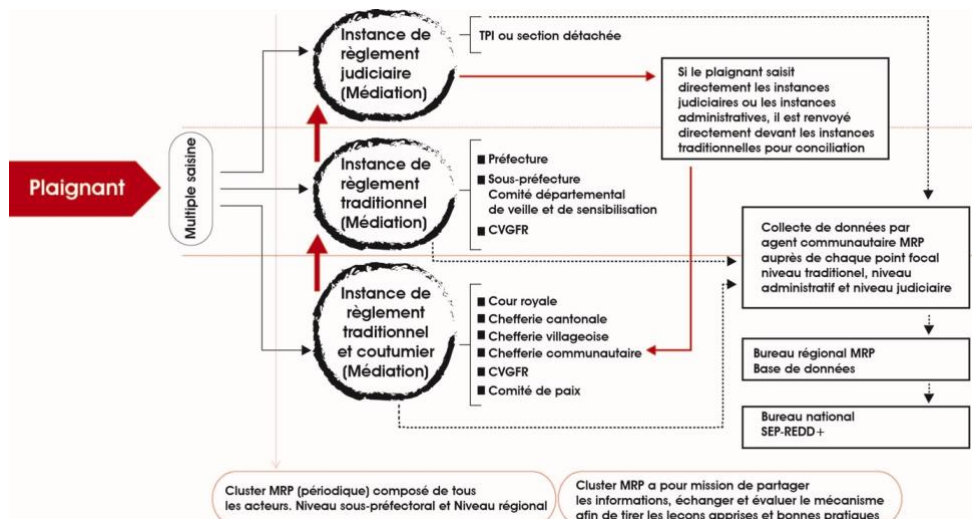 Plaignant
Multiple saisine
Instance de
règlement
judiciaire
(Médiation)
TPI ou section détachée
Instance de
règlement
traditionnel
(Médiation)
Préfecture
Sous-préfecture
Comité départemental
de veille et de sensibilisation
CVGFR
Instance de
règlement
traditionnel
et coutumier
(Médiation)
Cour royale
Chefferie cantonale
Chefferie villageoise
Chefferie communautaire
CVGFR
Comité de paix
Si le plaignant saisit
directement les instances
judiciaires ou les instances
administratives, il est renvoyé
directement devant les instances
traditionnelles pour conciliation
Collecte de données par
agent communautaire MRP
auprès de chaque point focal
niveau traditionel, niveau
administratif et niveau judiciaire
Bureau régional MRP
Base de données
Bureau national
SEP-REDD+
Cluster MRP (périodique) composé de tous
les acteurs. Niveau sous-préfectoral et Niveau régional
Cluster MRP a pour mission de partager
les informations, échanger et évaluer le mécanisme
afin de tirer les leçons apprises et bonnes pratiques